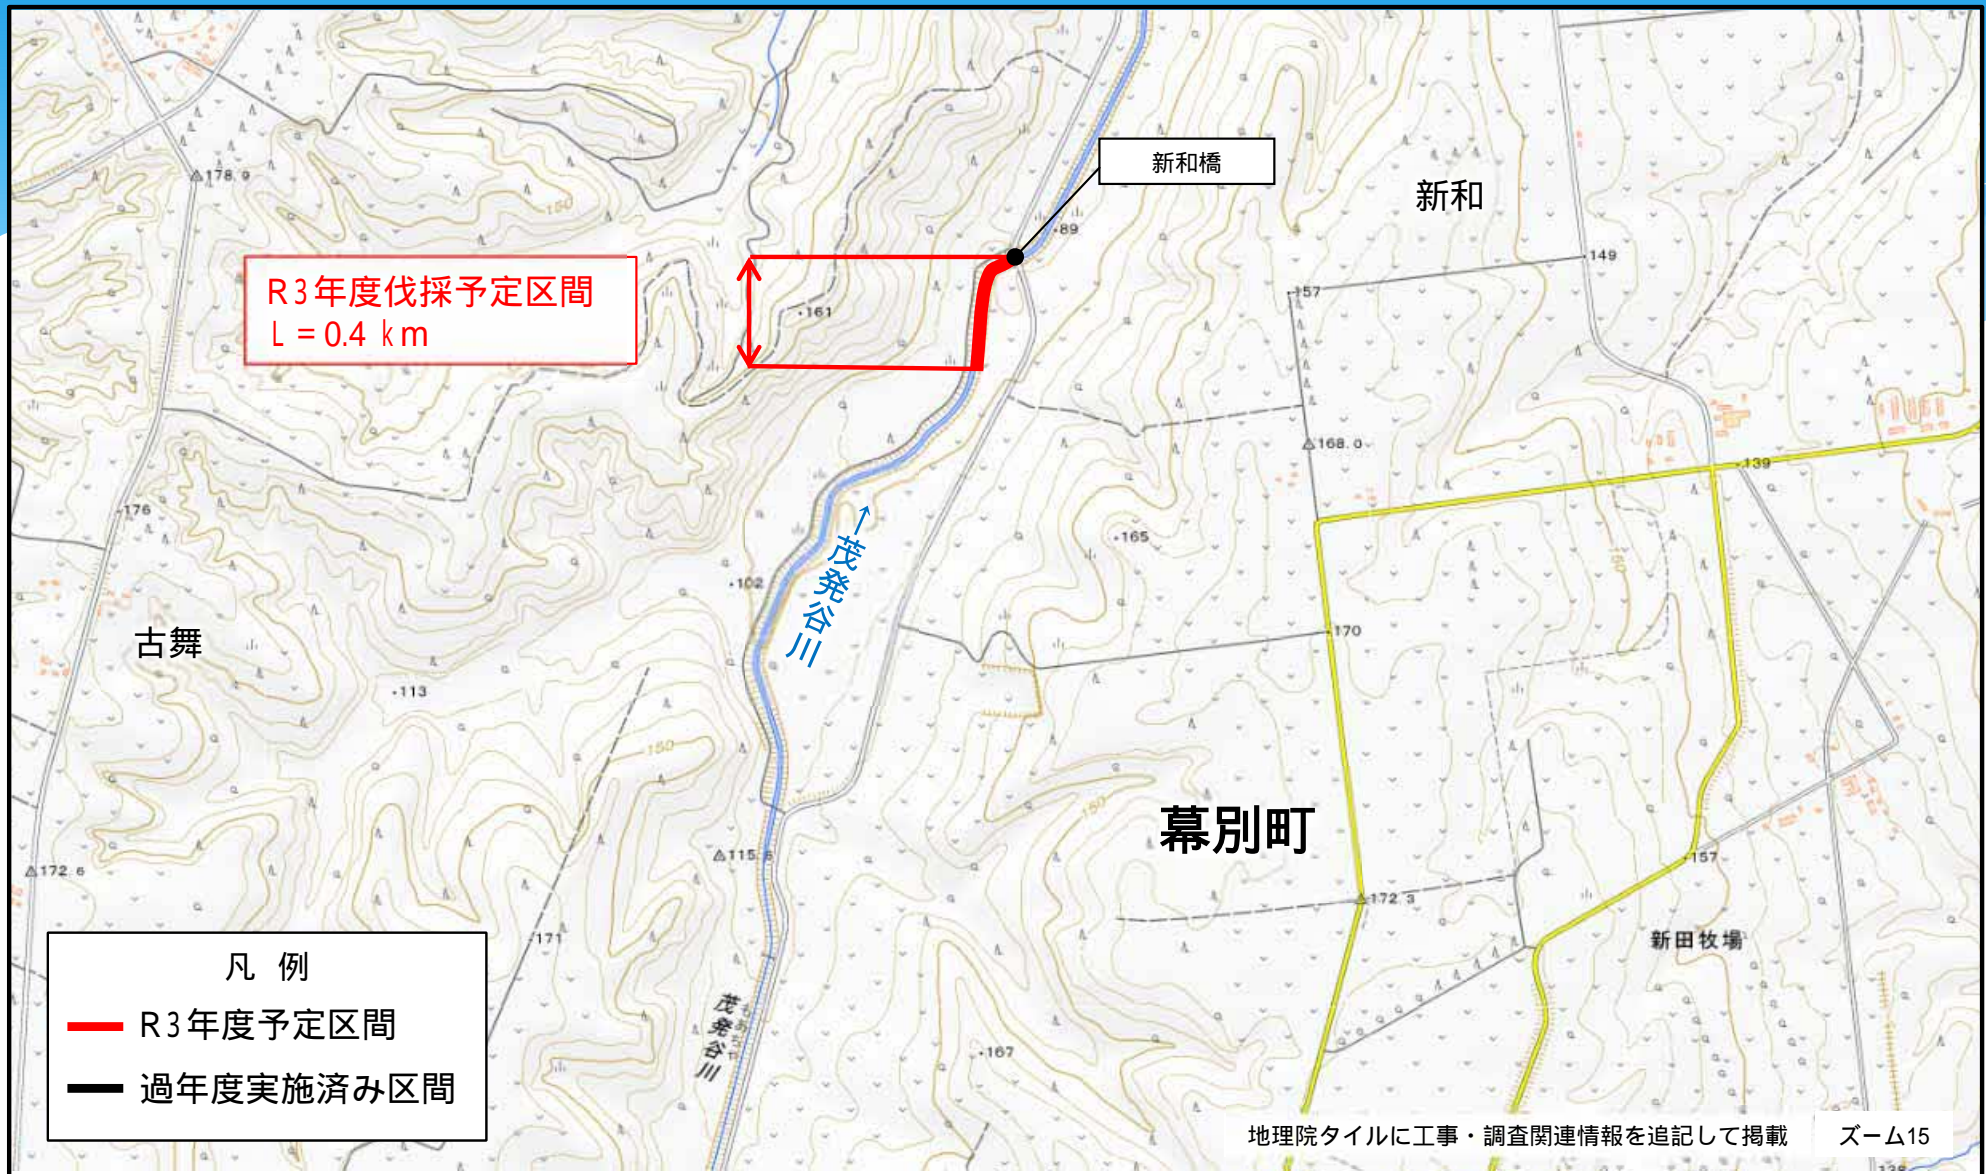 178.9
150
新和橋
89
新和
149
157
R3年度伐採予定区間
L=0.4 km
161
168.0
139
176
165
150
102
←茂発谷川
170
古舞
113
150
150
幕別町
115.6
157
172.6
172.3
171
新田牧場
茂発谷川
167
凡 例
R3年度予定区間
過年度実施済み区間
地理院タイルに工事・調査関連情報を追記して掲載
ズーム15